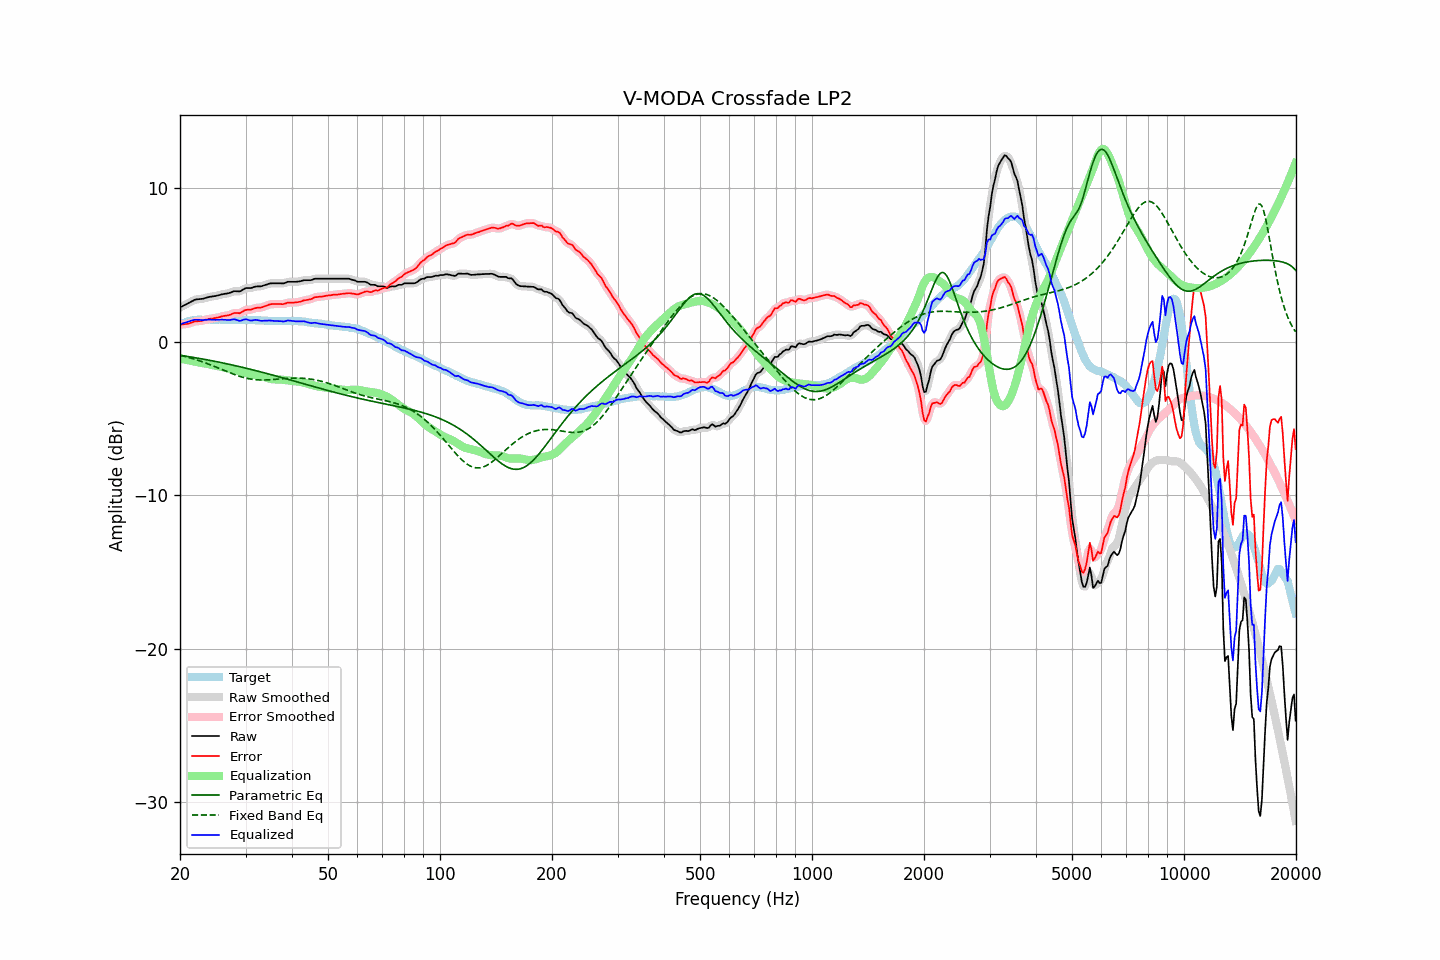 V-MODA Crossfade LP2
Amplitude (dBr)
10
0
−10
−20
−30
Target
Raw Smoothed
Error Smoothed
Raw
Error
Equalization
Parametric Eq
Fixed Band Eq
Equalized
20 50 100 200 500 1000 2000 5000 10000 20000
Frequency (Hz)